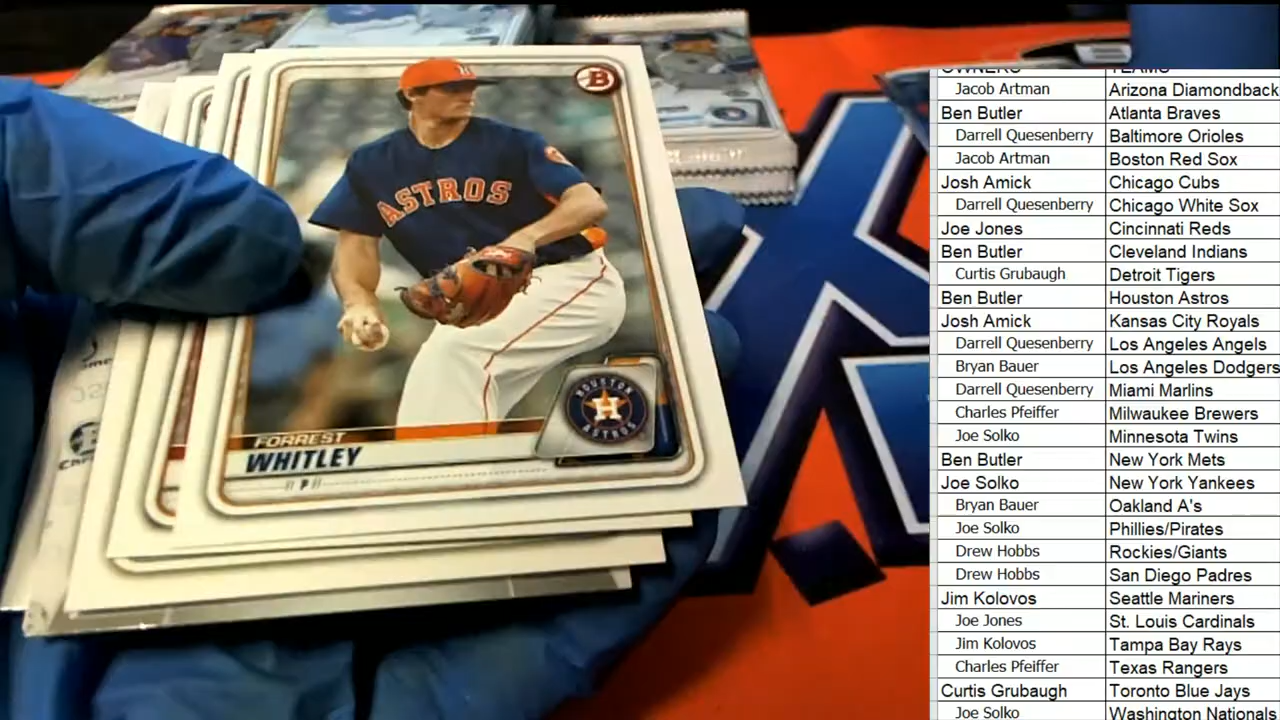 B
ASTROS
HOUSTON
H
ASTROS
FORREST
WHITLEY
P
OWNERS TEAMS
Jacob Artman Arizona Diamondback
Ben Butler Atlanta Braves
Darrell Quesenberry Baltimore Orioles
Jacob Artman Boston Red Sox
Josh Amick Chicago Cubs
Darrell Quesenberry Chicago White Sox
Joe Jones Cincinnati Reds
Ben Butler Cleveland Indians
Curtis Grubaugh Detroit Tigers
Ben Butler Houston Astros
Josh Amick Kansas City Royals
Darrell Quesenberry Los Angeles Angels
Bryan Bauer Los Angeles Dodgers
Darrell Quesenberry Miami Marlins
Charles Pfeiffer Milwaukee Brewers
Joe Solko Minnesota Twins
Ben Butler New York Mets
Joe Solko New York Yankees
Bryan Bauer Oakland A's
Joe Solko Phillies/Pirates
Drew Hobbs Rockies/Giants
Drew Hobbs San Diego Padres
Jim Kolovos Seattle Mariners
Joe Jones St. Louis Cardinals
Jim Kolovos Tampa Bay Rays
Charles Pfeiffer Texas Rangers
Curtis Grubaugh Toronto Blue Jays
Joe Solko Washington Nationals